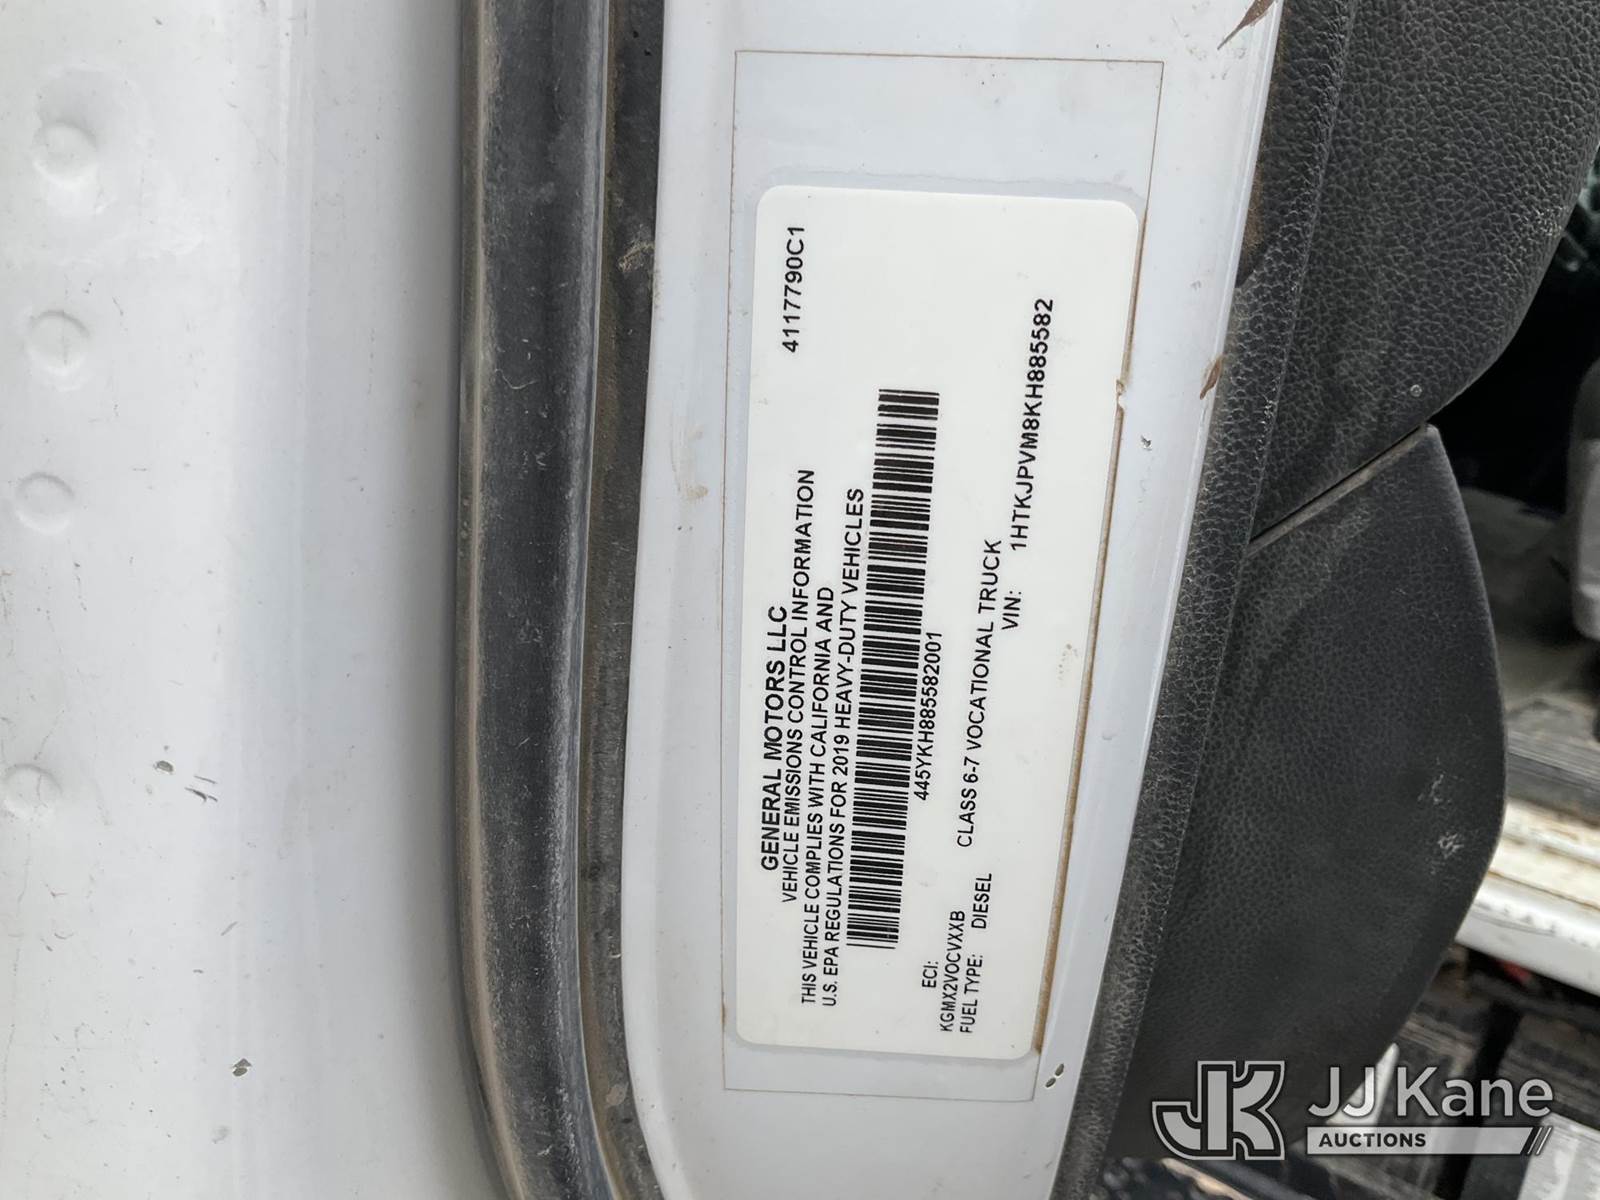 4117790C1
GENERAL MOTORS LLC
VEHICLE EMISSIONS CONTROL INFORMATION
THIS VEHICLE COMPLIES WITH CALIFORNIA AND
U.S. EPA REGULATIONS FOR 2019 HEAVY-DUTY VEHICLES
445YKH885582001
ECI:
KGMX2VOCVXXB
CLASS 6-7 VOCATIONAL TRUCK
FUEL TYPE: DIESEL
VIN: 1HTKJPVM8KH885582
JK JJ Kane
AUCTIONS